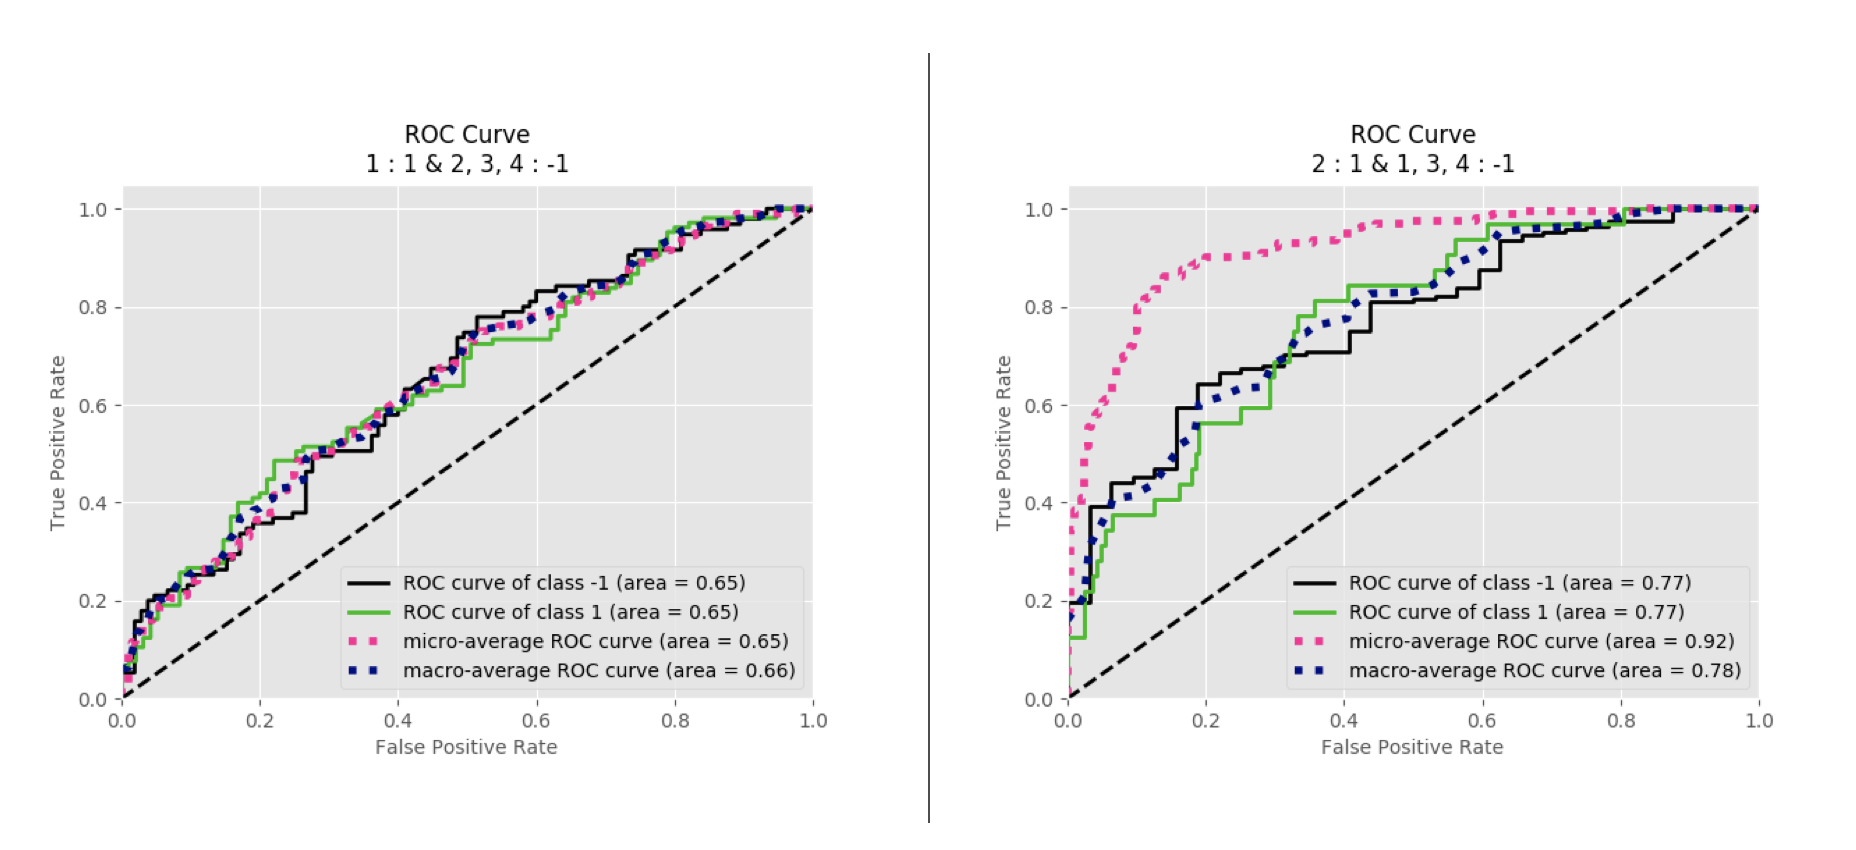 ROC Curve
1 : 1 & 2, 3, 4 : -1
True Positive Rate
1.0
0.8
0.6
0.4
0.2
0.0
ROC curve of class -1 (area = 0.65)
ROC curve of class 1 (area = 0.65)
micro-average ROC curve (area = 0.65)
macro-average ROC curve (area = 0.66)
0.0 0.2 0.4 0.6 0.8 1.0
False Positive Rate
ROC Curve
2 : 1 & 1, 3, 4 : -1
True Positive Rate
1.0
0.8
0.6
0.4
0.2
0.0
ROC curve of class -1 (area = 0.77)
ROC curve of class 1 (area = 0.77)
micro-average ROC curve (area = 0.92)
macro-average ROC curve (area = 0.78)
0.0 0.2 0.4 0.6 0.8 1.0
False Positive Rate